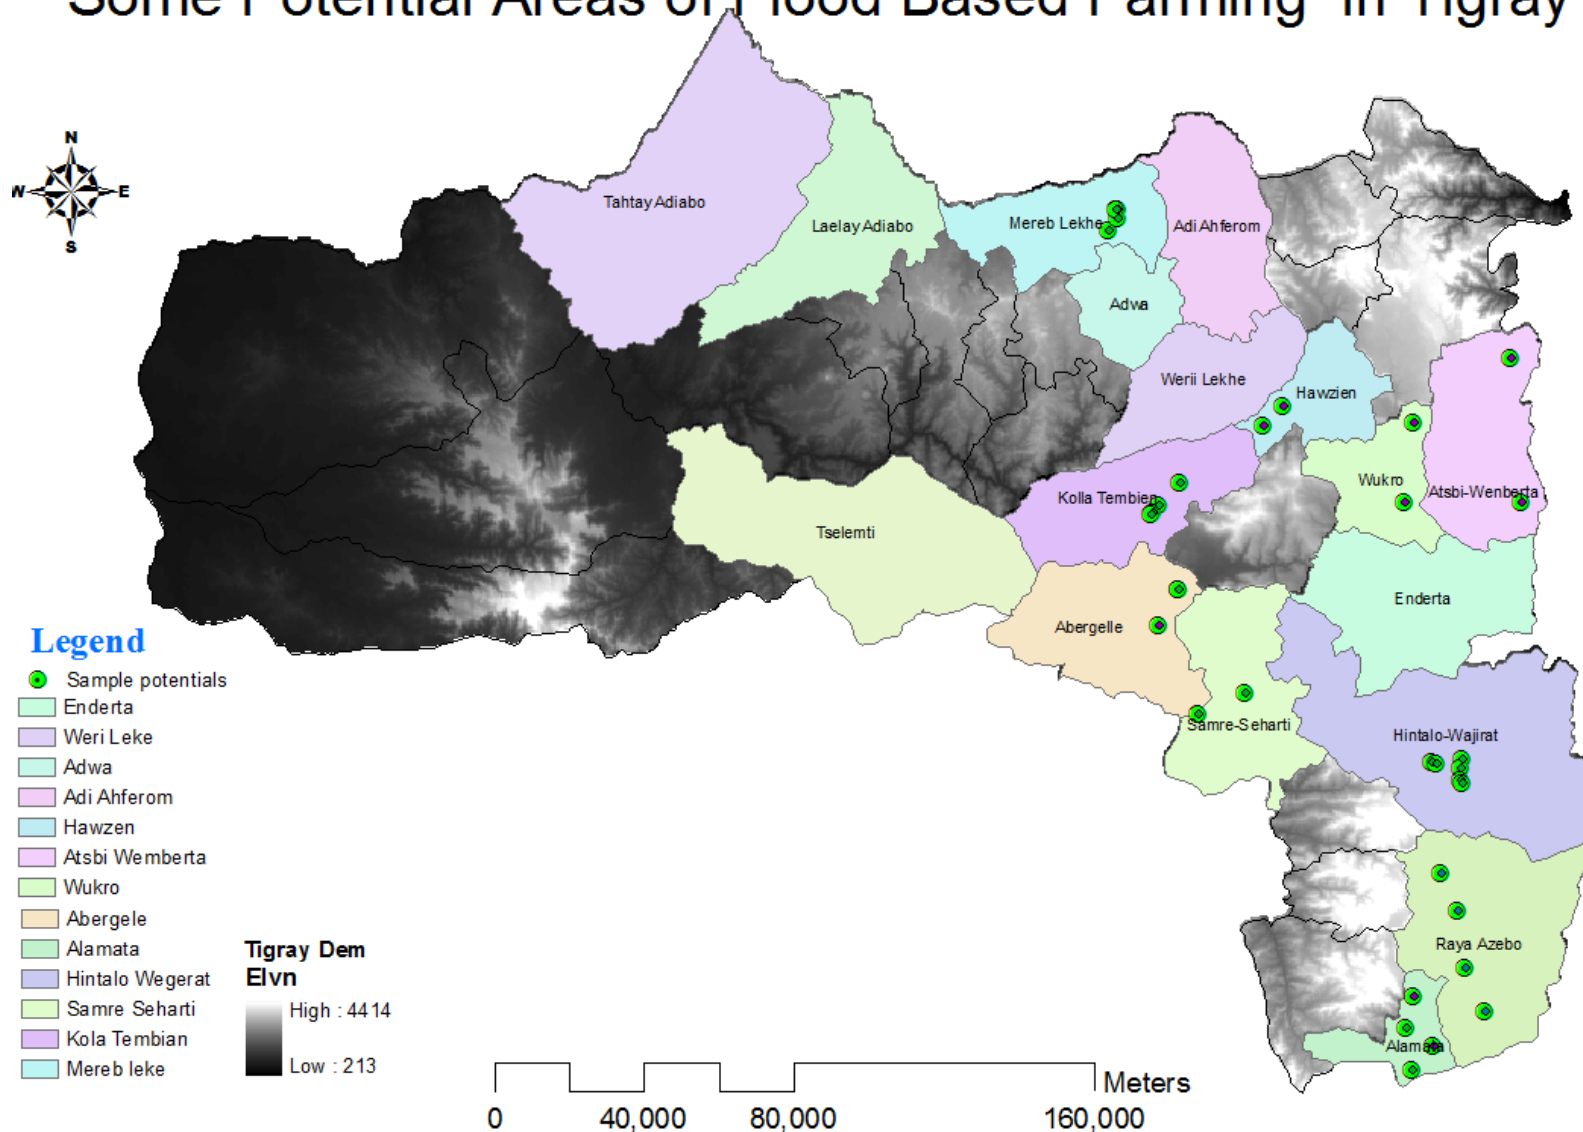 Some Potential Areas of Flood Based Farming in Tigray
N
W E
S
Tahtay Adiabo
Laelay Adiabo
Mereb Lekhe
Adi Ahferom
Adwa
Werii Lekhe
Hawzien
Kolla Tembien
Wukro
Atsbi-Wenberta
Tselemti
Enderta
Abergelle
Samre-Seharti
Hintalo-Wajirat
Raya Azebo
Alamata
Legend
Sample potentials
Enderta
Weri Leke
Adwa
Adi Ahferom
Hawzen
Atsbi Wemberta
Wukro
Abergele
Alamata
Hintalo Wegerat
Samre Seharti
Kola Tembian
Mereb leke
Tigray Dem
Elvn
High : 4414
Low : 213
Meters
0 40,000 80,000 160,000